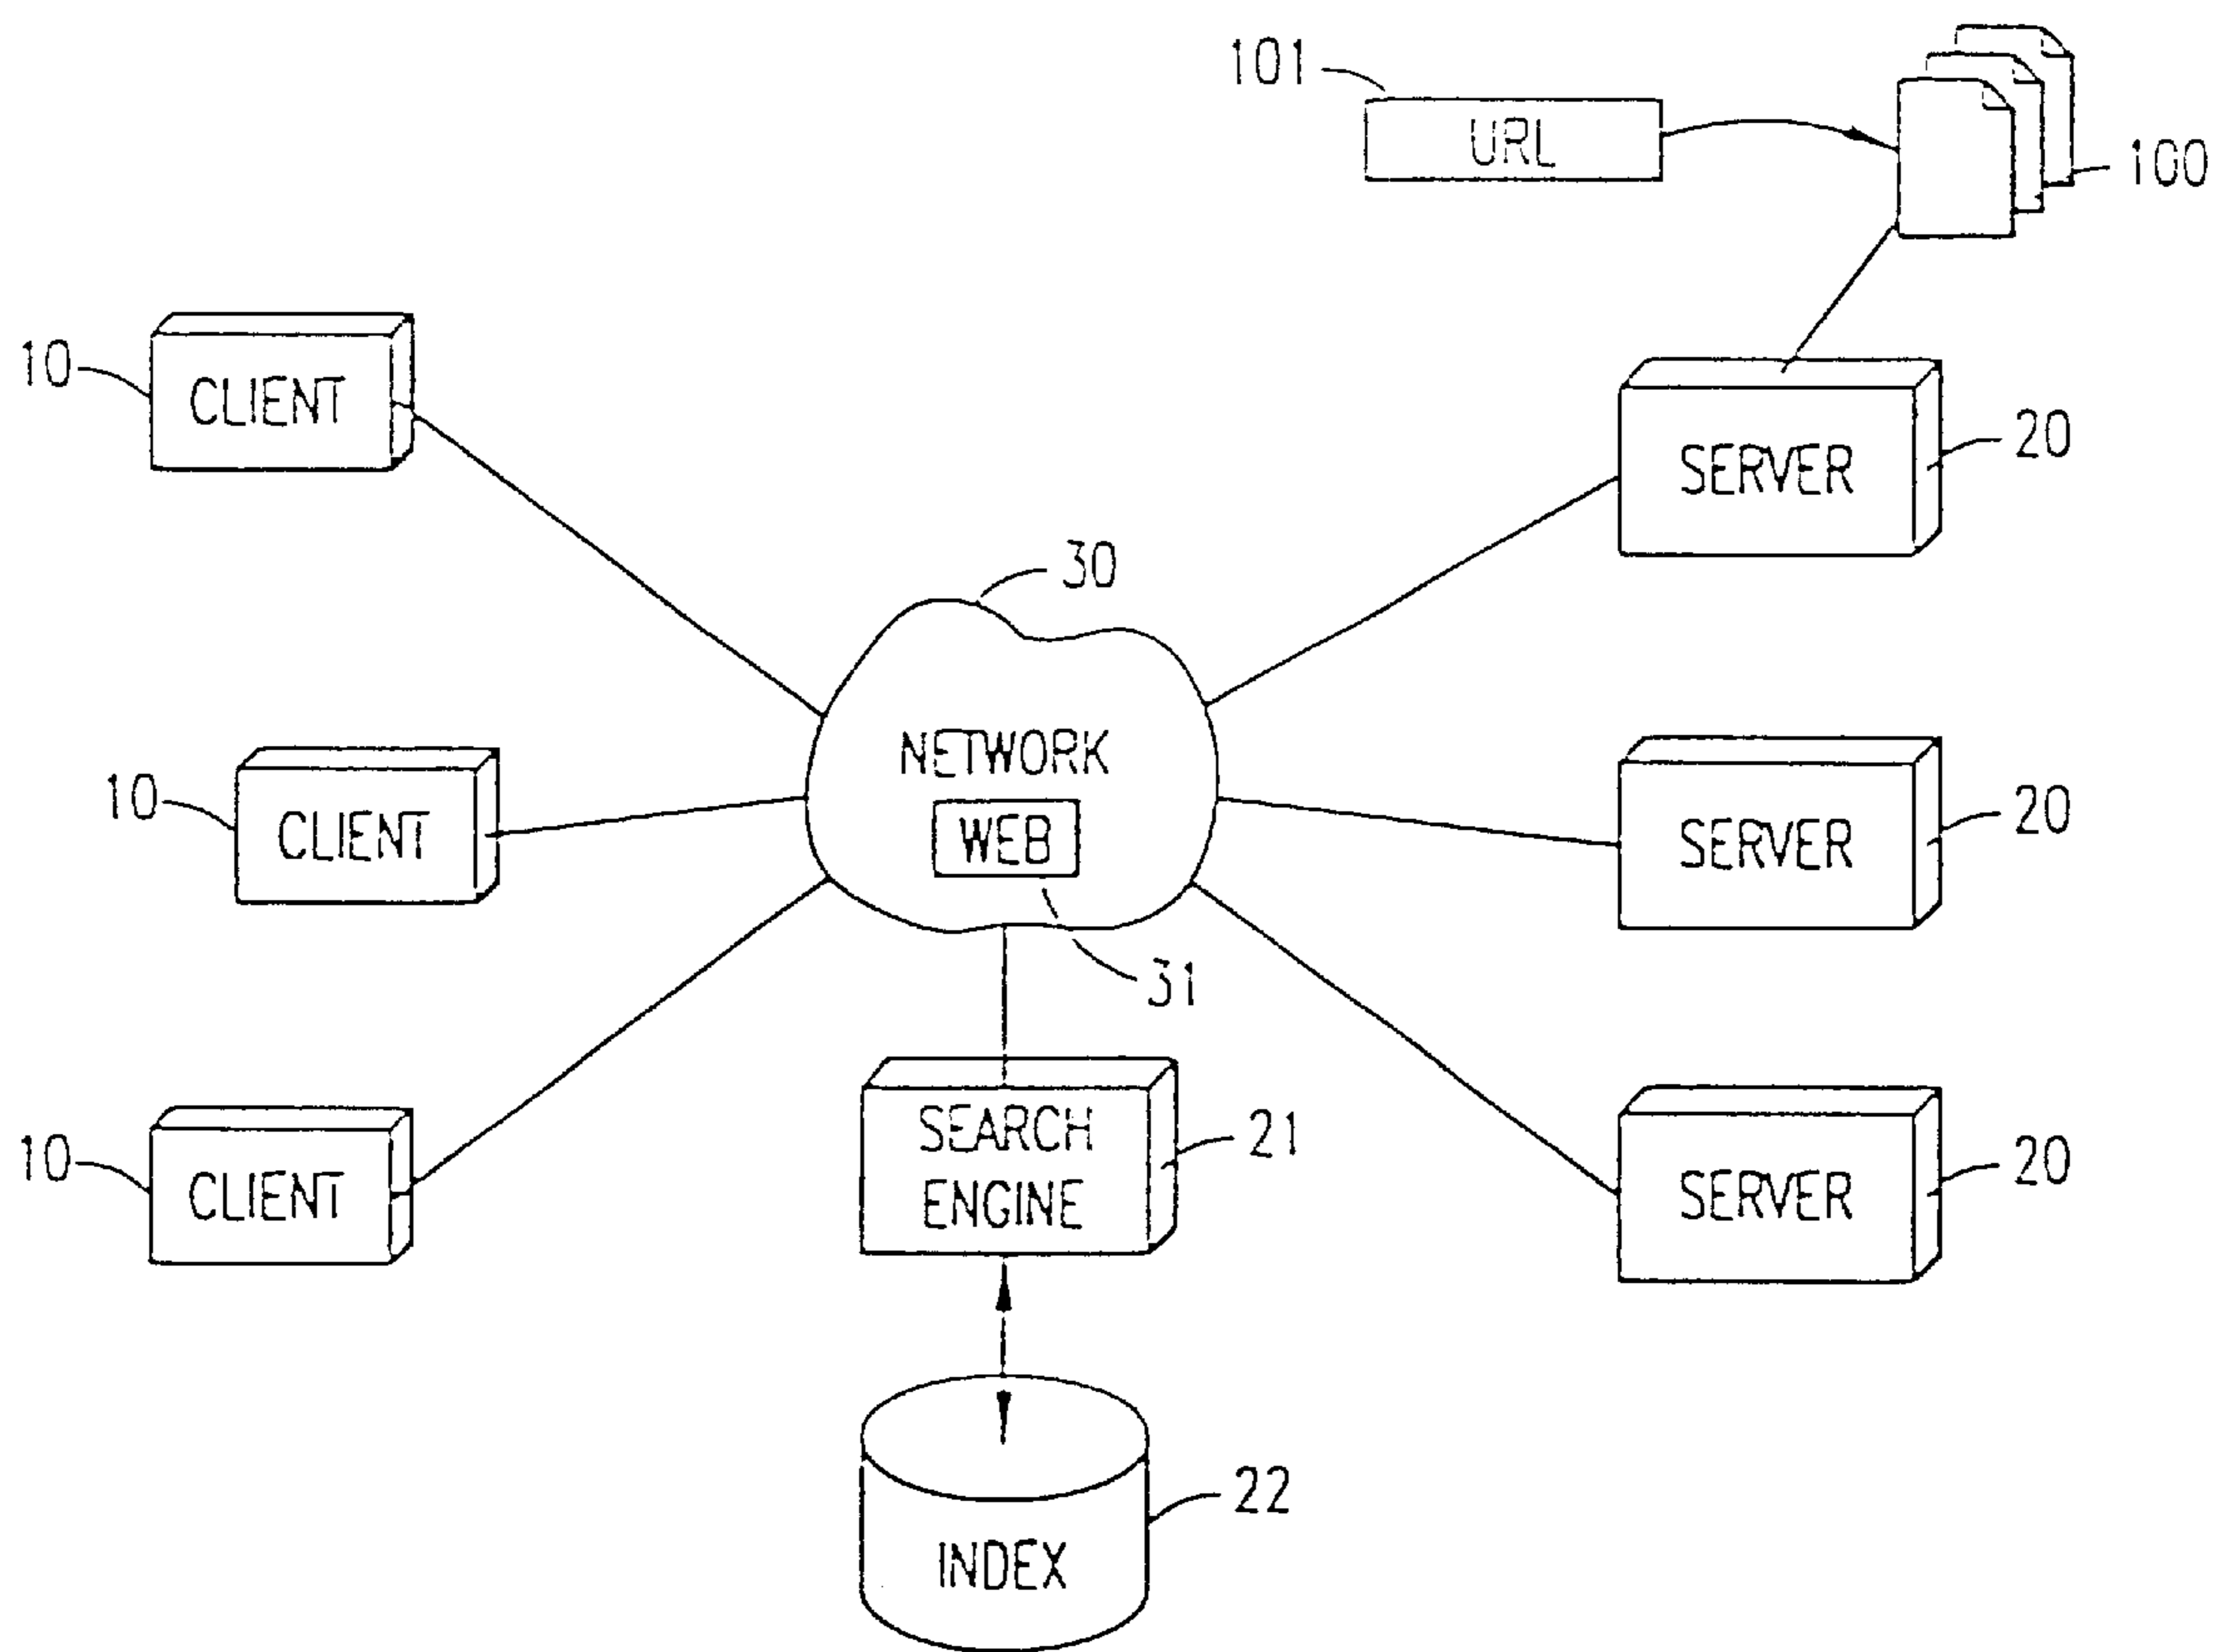 101
URL
100
10
CLIENT
SERVER
20
30
NETWORK
WEB
31
10
CLIENT
SERVER
20
10
CLIENT
SEARCH
ENGINE
21
SERVER
20
INDEX
22